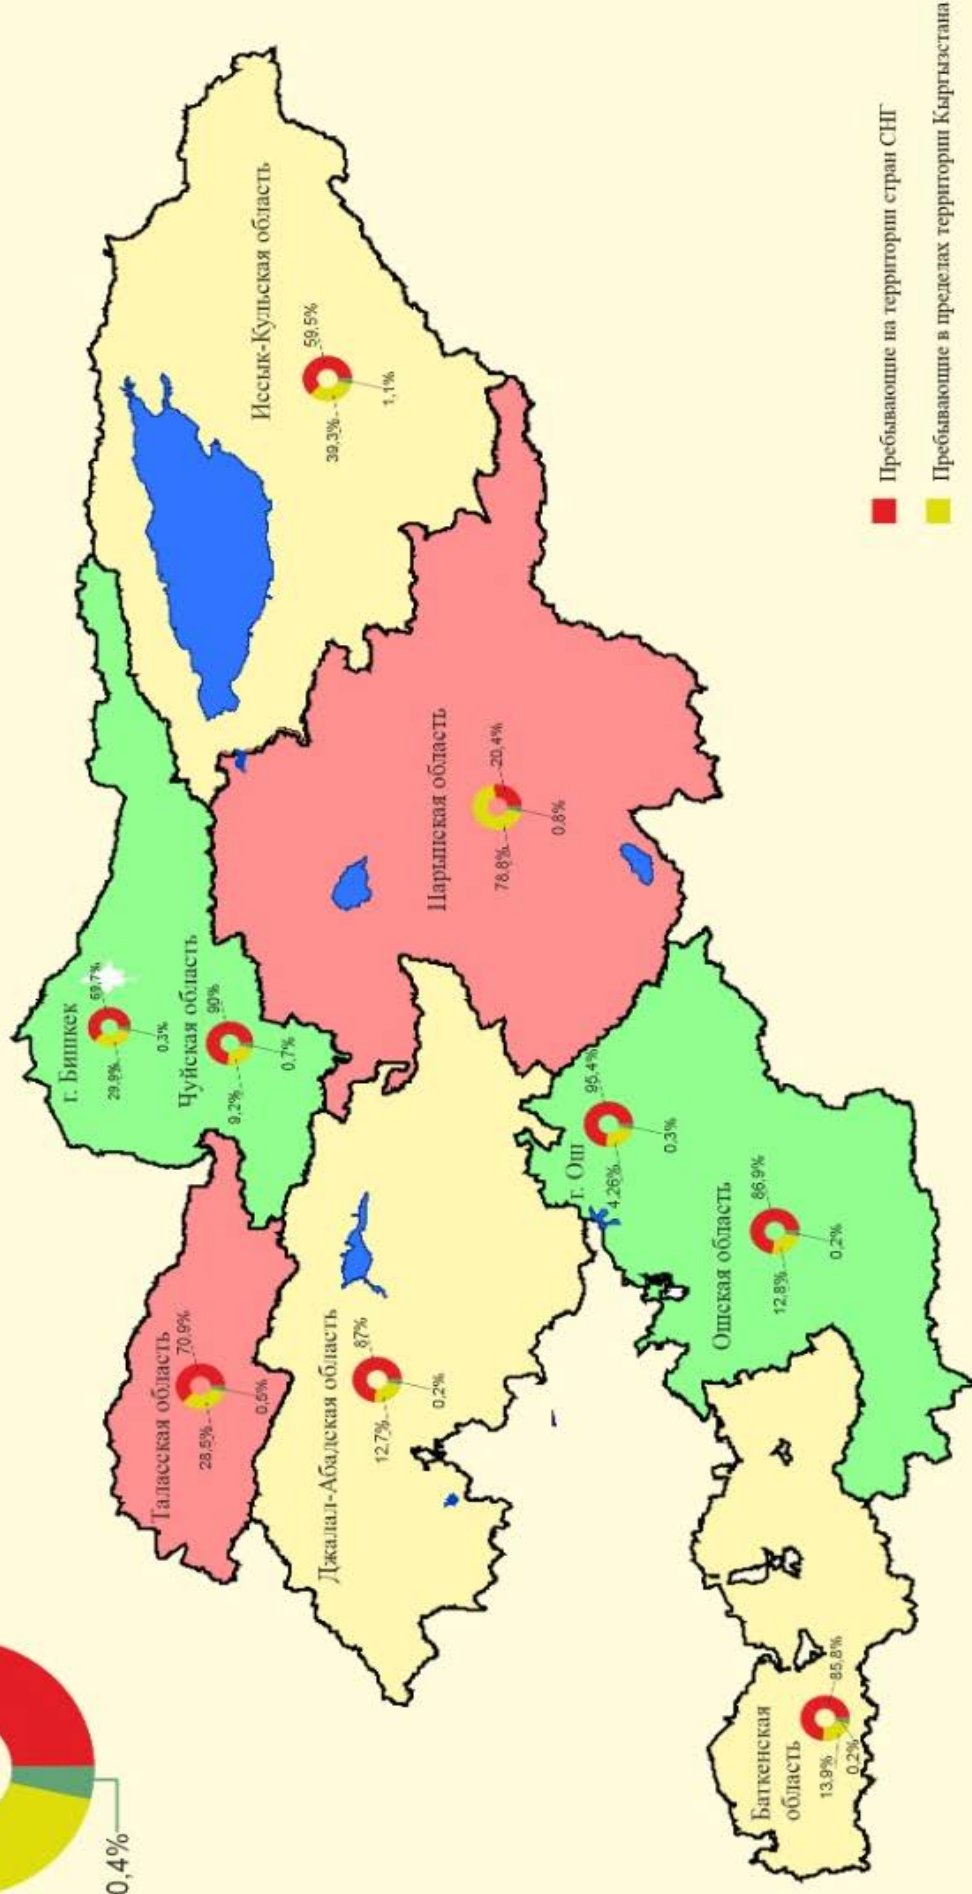 0,4%
г. Бишкек
69.7%
29.9%
0.3%
Чуйская область
90%
9,2%
0.7%
Иссык-Кульская область
59.5%
39,3%
1,1%
Таласская область
70.9%
28,5%
0,5%
Нарынская область
20,4%
78.8%
0.8%
Джалал-Абадская область
87%
12.7%
0,2%
г. Ош
95.4%
4.26%
0,3%
Ошская область
86,9%
12,8%
0,2%
Баткенская
область
85.8%
13.9%
0,2%
Пребывающие на территории стран СНГ
Пребывающие в пределах территории Кыргызстана